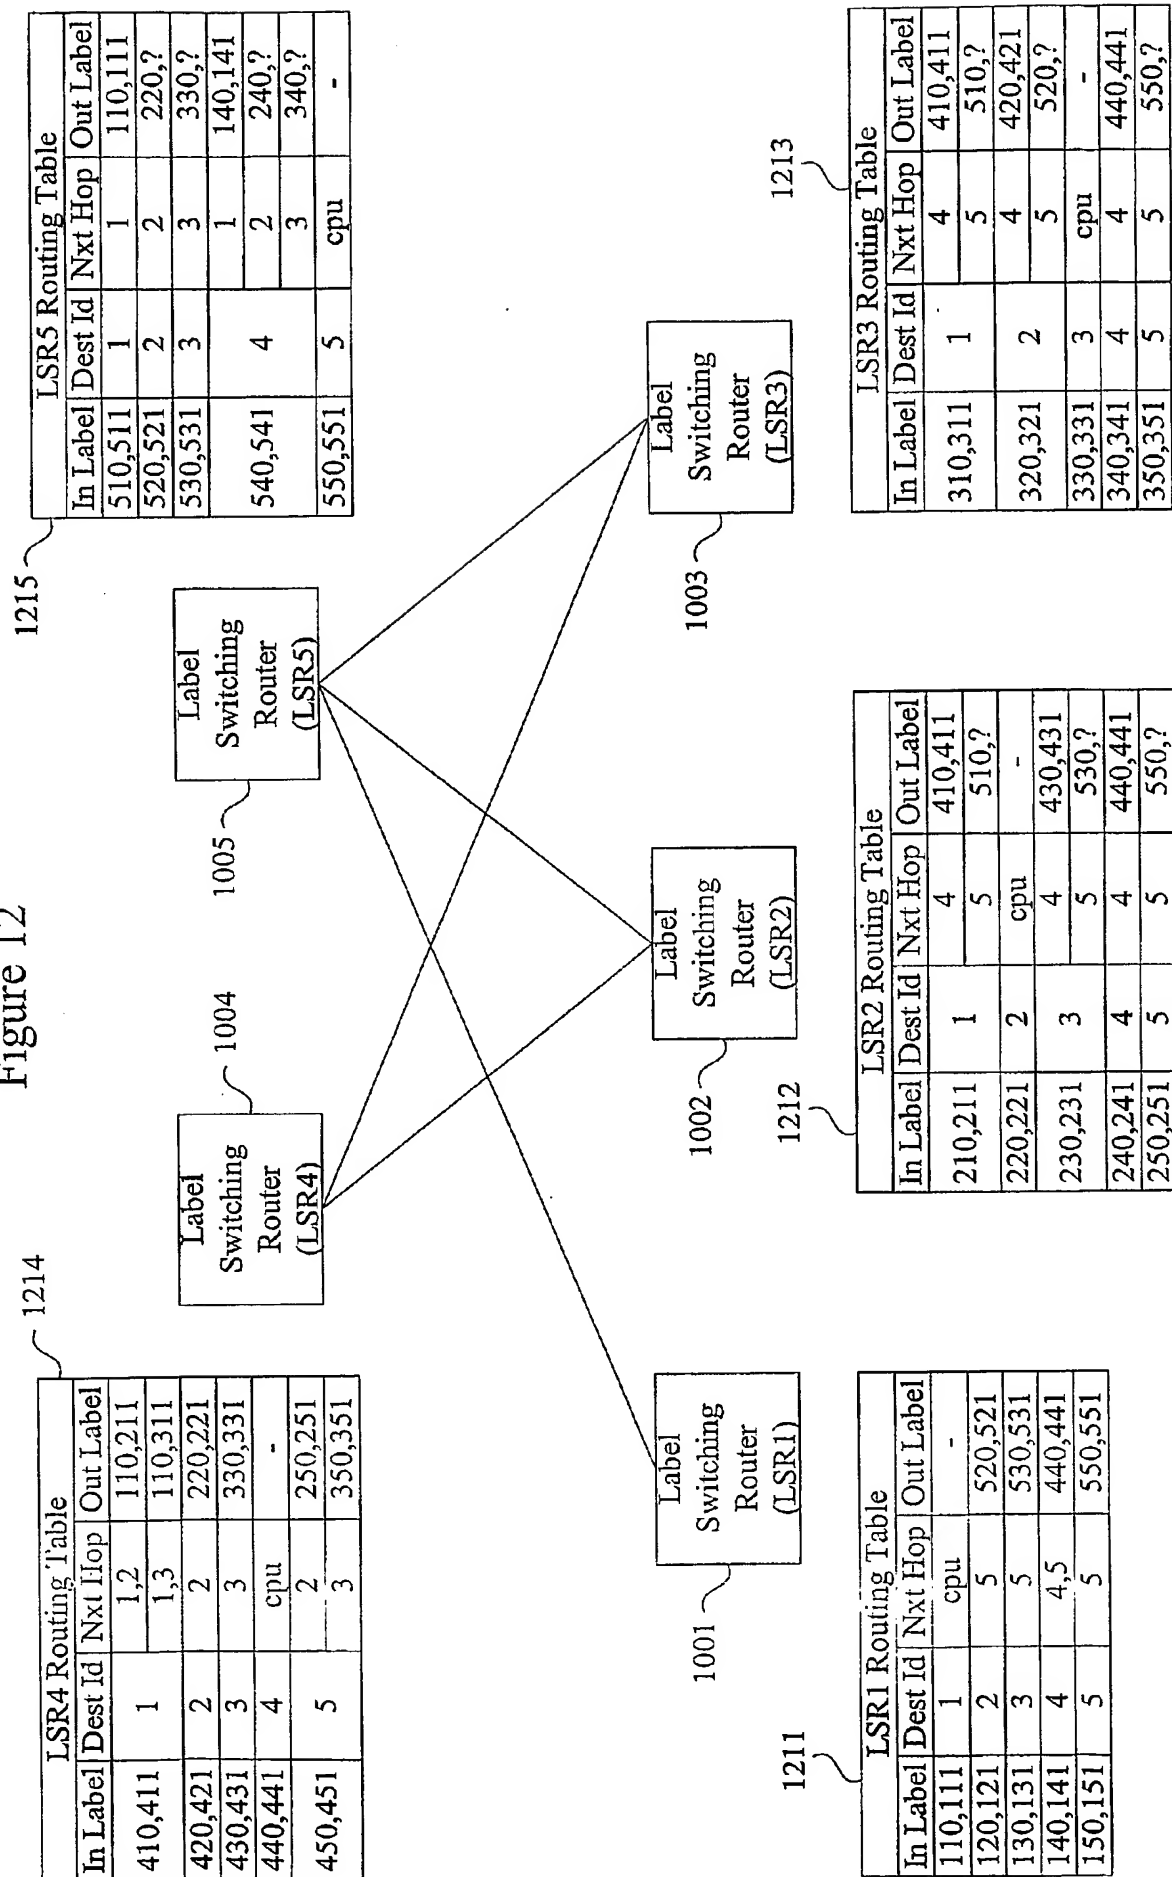 Figure 12
1214
LSR4 Routing Table
In Label Dest Id Nxt Hop Out Label
410,411 1 1,2 110,211
1,3 110,311
420,421 2 2 220,221
430,431 3 3 330,331
440,441 4 cpu -
450,451 5 2 250,251
3 350,351
1004
Label
Switching
Router
(LSR4)
1005
Label
Switching
Router
(LSR5)
1215
LSR5 Routing Table
In Label Dest Id Nxt Hop Out Label
510,511 1 1 110,111
520,521 2 2 220,?
530,531 3 3 330,?
540,541 4 1 140,141
2 240,?
3 340,?
550,551 5 cpu -
1001
Label
Switching
Router
(LSR1)
1002
Label
Switching
Router
(LSR2)
1003
Label
Switching
Router
(LSR3)
1211
LSR1 Routing Table
In Label Dest Id Nxt Hop Out Label
110,111 1 cpu -
120,121 2 5 520,521
130,131 3 5 530,531
140,141 4 4,5 440,441
150,151 5 5 550,551
1212
LSR2 Routing Table
In Label Dest Id Nxt Hop Out Label
210,211 1 4 410,411
5 510,?
220,221 2 cpu -
230,231 3 4 430,431
5 530,?
240,241 4 4 440,441
250,251 5 5 550,?
1213
LSR3 Routing Table
In Label Dest Id Nxt Hop Out Label
310,311 1 4 410,411
5 510,?
320,321 2 4 420,421
5 520,?
330,331 3 cpu -
340,341 4 4 440,441
350,351 5 5 550,?